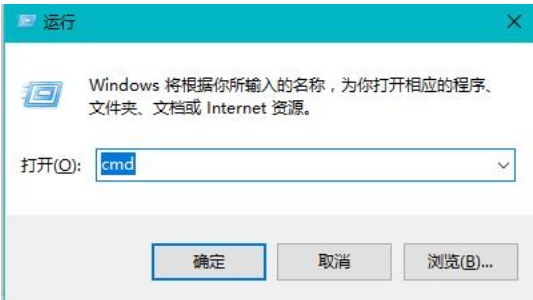 运行
Windows 将根据你所输入的名称，为你打开相应的程序、
文件夹、文档或 Internet 资源。
打开(O): cmd
确定 取消 浏览(B)...